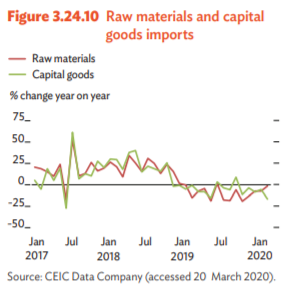 Figure 3.24.10 Raw materials and capital
goods imports
Raw materials
Capital goods
% change year on year
75
50
25
0
−25
−50
Jan Jul Jan Jul Jan Jul Jan
2017 2018 2019 2020
Source: CEIC Data Company (accessed 20 March 2020).